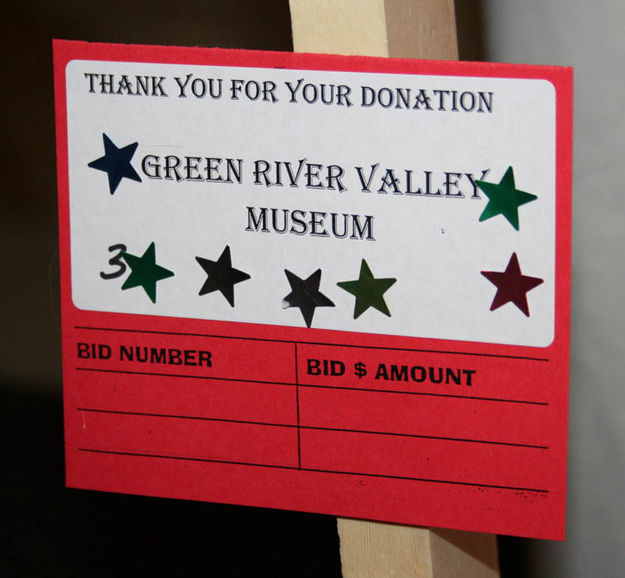 THANK YOU FOR YOUR DONATION
GREEN RIVER VALLEY
MUSEUM
3
BID NUMBER BID $ AMOUNT